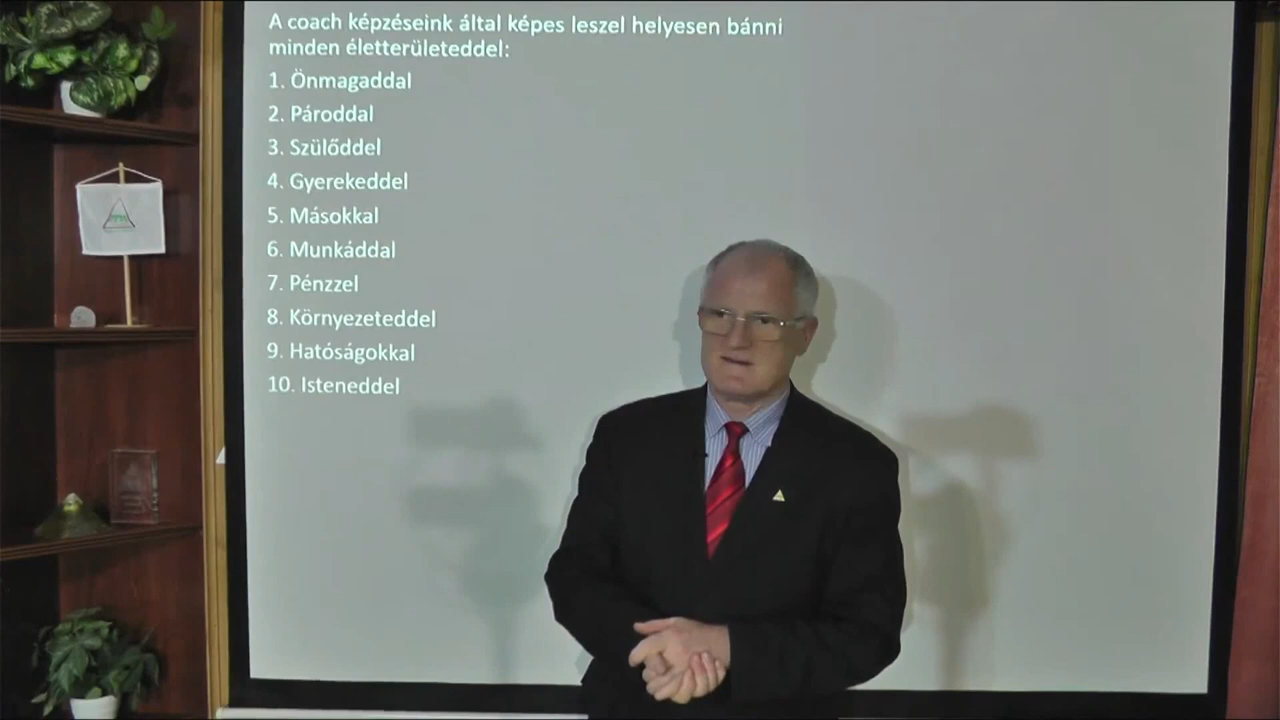 A coach képzéseink által képes leszel helyesen bánni
minden életterületeddel:
1. Önmagaddal
2. Pároddal
3. Szülőddel
4. Gyerekeddel
5. Másokkal
6. Munkáddal
7. Pénzzel
8. Környezeteddel
9. Hatóságokkal
10. Isteneddel